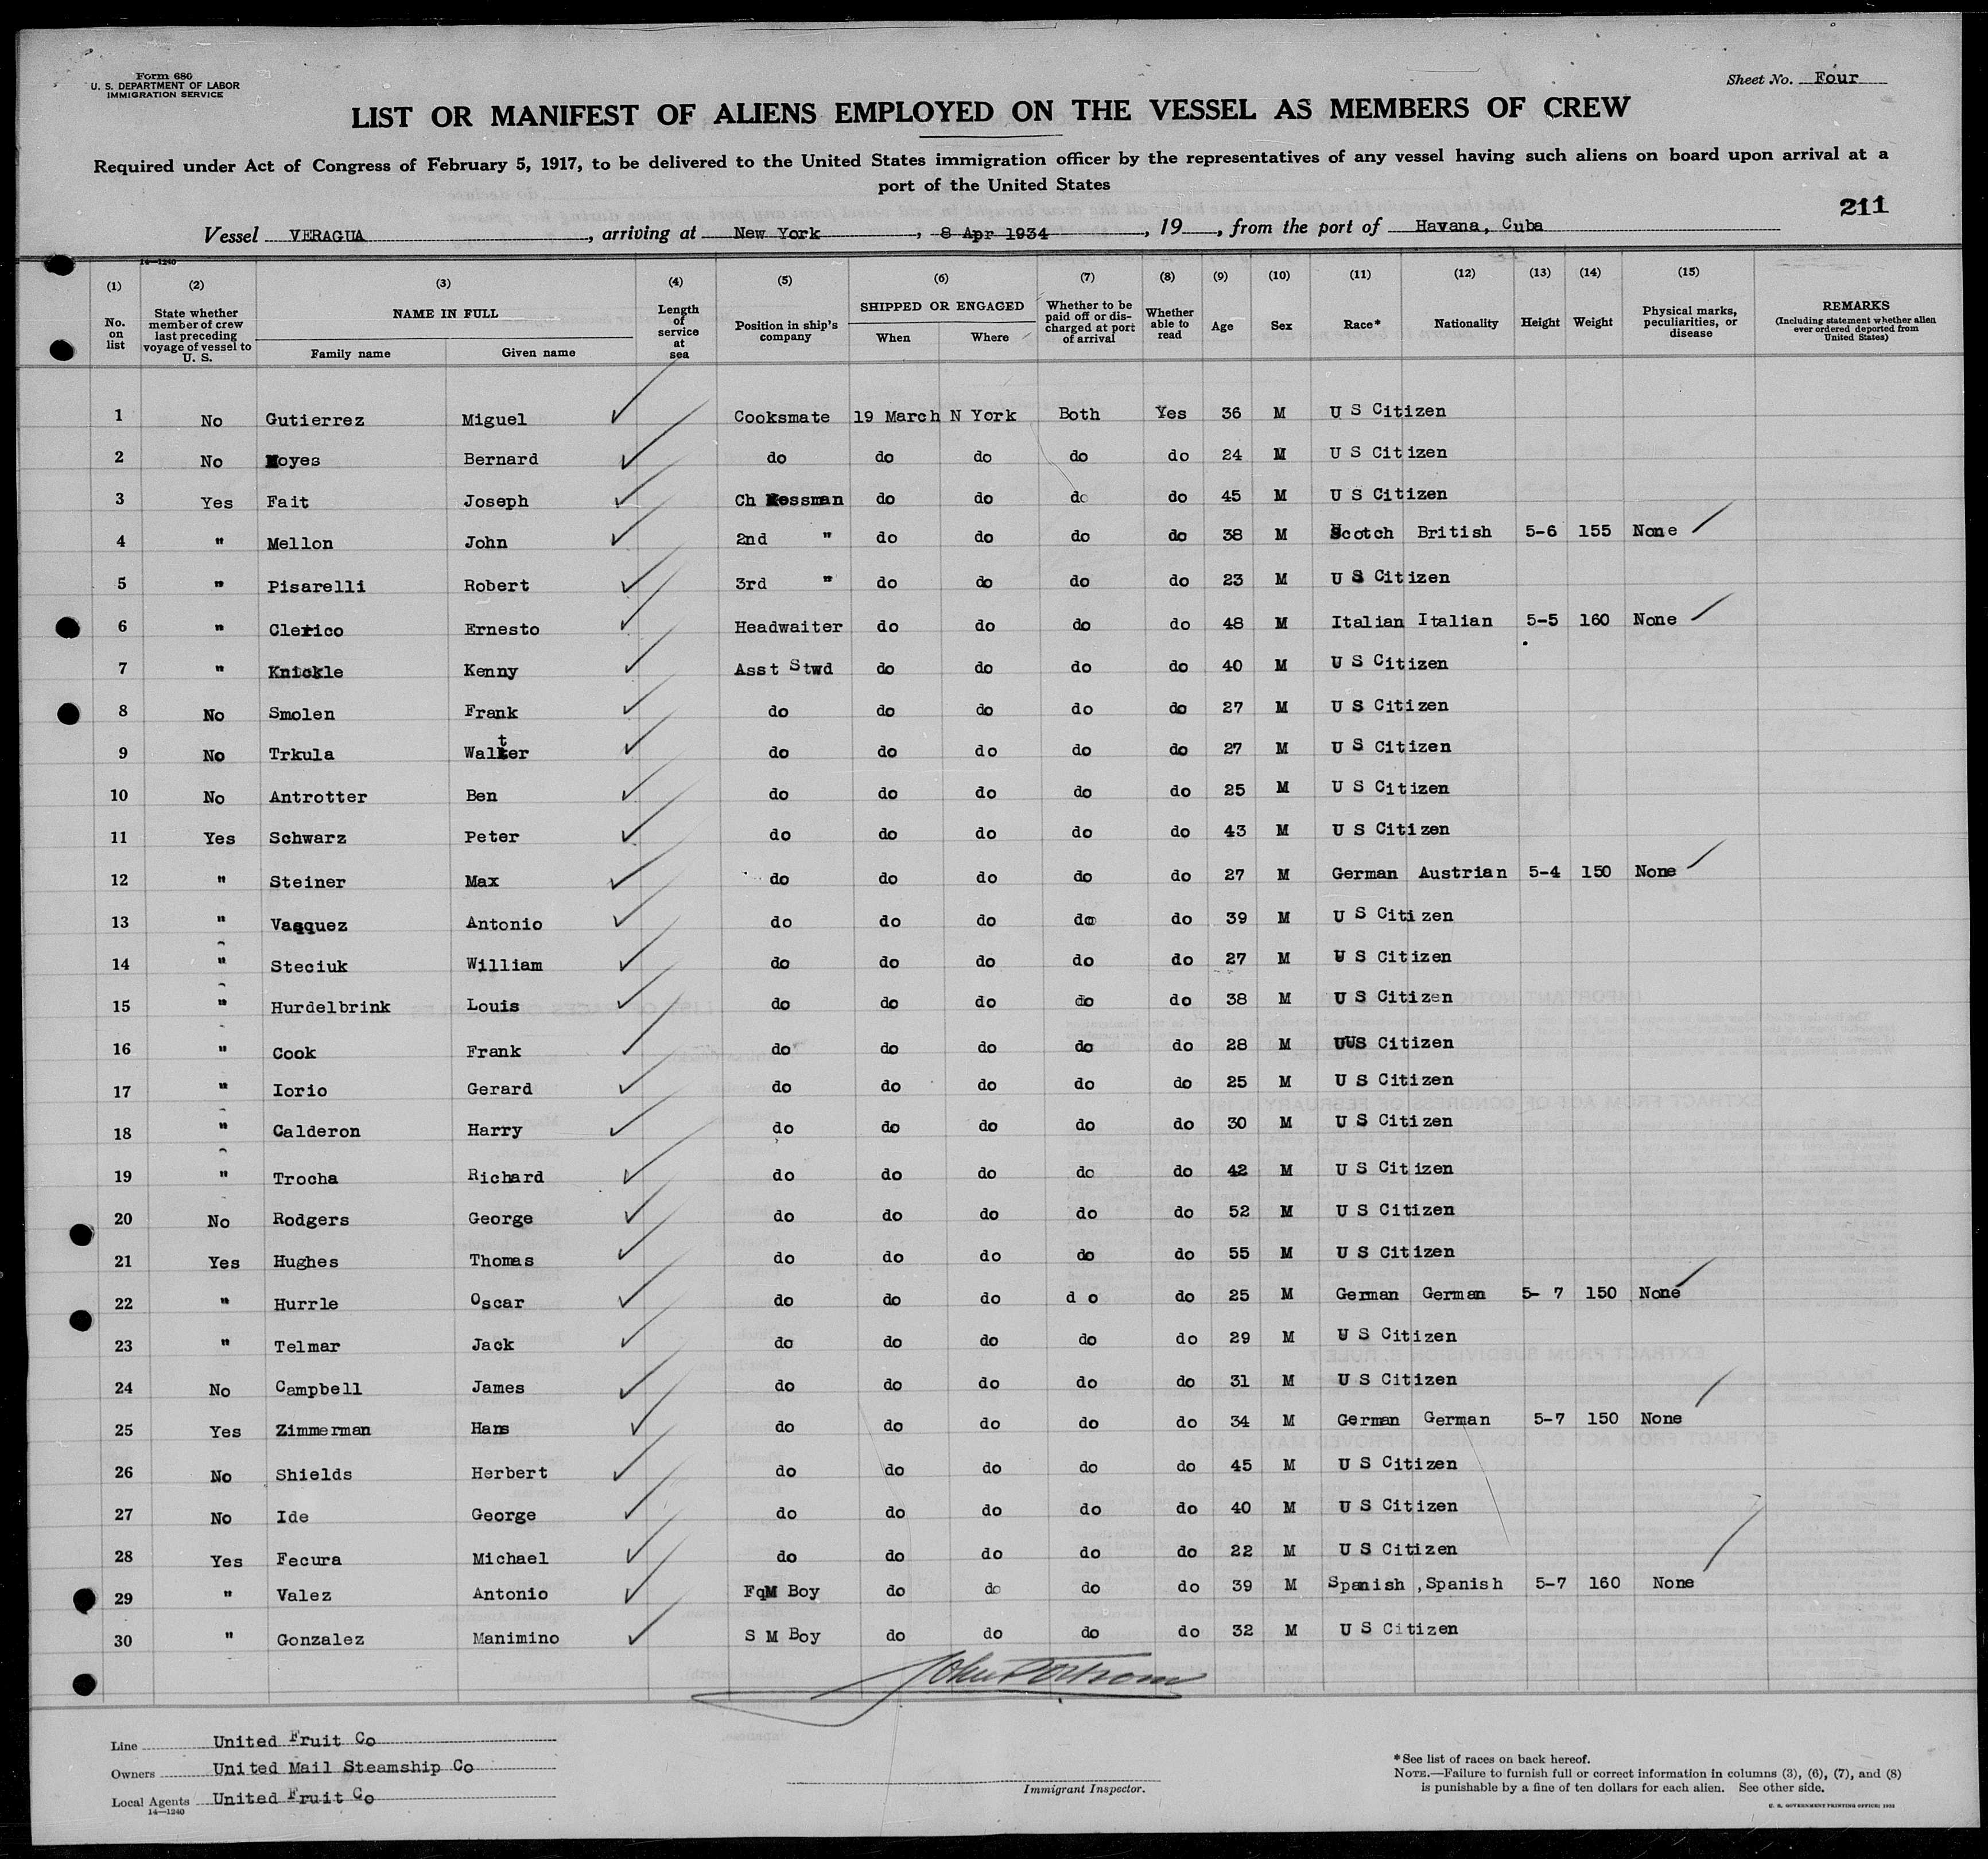 Form 680
U. S. DEPARTMENT OF LABOR
IMMIGRATION SERVICE
Sheet No. Four
LIST OR MANIFEST OF ALIENS EMPLOYED ON THE VESSEL AS MEMBERS OF CREW
Required under Act of Congress of February 5, 1917, to be delivered to the United States immigration officer by the representatives of any vessel having such aliens on board upon arrival at a
port of the United States
211
Vessel VERAGUA, arriving at New York, 8 Apr 1934, 19, from the port of Havana, Cuba
14—1240
(1) (2) (3) (4) (5) (6) (7) (8) (9) (10) (11) (12) (13) (14) (15)
No. on list | State whether member of crew last preceding voyage of vessel to U. S. | NAME IN FULL | Length of service at sea | Position in ship's company | SHIPPED OR ENGAGED | Whether to be paid off or discharged at port of arrival | Whether able to read | Age | Sex | Race* | Nationality | Height | Weight | Physical marks, peculiarities, or disease | REMARKS (Including statement whether alien ever ordered deported from United States)
Family name | Given name | When | Where
1 No Gutierrez Miguel Cooksmate 19 March N York Both Yes 36 M U S Citizen
2 No Noyes Bernard do do do do do 24 M U S Citizen
3 Yes Fait Joseph Ch Messman do do do do 45 M U S Citizen
4 " Mellon John 2nd " do do do do 38 M Scotch British 5-6 155 None
5 " Pisarelli Robert 3rd " do do do do 23 M U S Citizen
6 " Clerico Ernesto Headwaiter do do do do 48 M Italian Italian 5-5 160 None
7 " Knickle Kenny Asst Stwd do do do do 40 M U S Citizen
8 No Smolen Frank do do do do do 27 M U S Citizen
9 No Trkula Walter do do do do do 27 M U S Citizen
10 No Antrotter Ben do do do do do 25 M U S Citizen
11 Yes Schwarz Peter do do do do do 43 M U S Citizen
12 " Steiner Max do do do do do 27 M German Austrian 5-4 150 None
13 " Vasquez Antonio do do do do do 39 M U S Citizen
14 " Steciuk William do do do do do 27 M U S Citizen
15 " Hurdelbrink Louis do do do do do 38 M U S Citizen
16 " Cook Frank do do do do do 28 M UUS Citizen
17 " Iorio Gerard do do do do do 25 M U S Citizen
18 " Calderon Harry do do do do do 30 M U S Citizen
19 " Trocha Richard do do do do do 42 M U S Citizen
20 No Rodgers George do do do do do 52 M U S Citizen
21 Yes Hughes Thomas do do do do do 55 M U S Citizen
22 " Hurrle Oscar do do do d o do 25 M German German 5- 7 150 None
23 " Telmar Jack do do do do do 29 M U S Citizen
24 No Campbell James do do do do do 31 M U S Citizen
25 Yes Zimmerman Hans do do do do do 34 M German German 5-7 150 None
26 No Shields Herbert do do do do do 45 M U S Citizen
27 No Ide George do do do do do 40 M U S Citizen
28 Yes Fecura Michael do do do do do 22 M U S Citizen
29 " Valez Antonio FqM Boy do do do do 39 M Spanish ,Spanish 5-7 160 None
30 " Gonzalez Manimino S M Boy do do do do 32 M U S Citizen
Line United Fruit Co
Owners United Mail Steamship Co
Local Agents United Fruit Co
14—1240
Immigrant Inspector.
*See list of races on back hereof.
NOTE.—Failure to furnish full or correct information in columns (3), (6), (7), and (8)
is punishable by a fine of ten dollars for each alien. See other side.
U. S. GOVERNMENT PRINTING OFFICE: 1933